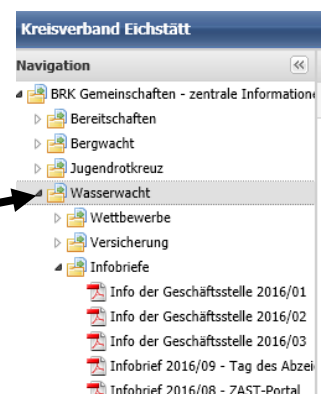 Kreisverband Eichstätt
Navigation
BRK Gemeinschaften - zentrale Information
Bereitschaften
Bergwacht
Jugendrotkreuz
Wasserwacht
Wettbewerbe
Versicherung
Infobriefe
Info der Geschäftsstelle 2016/01
Info der Geschäftsstelle 2016/02
Info der Geschäftsstelle 2016/03
Infobrief 2016/09 - Tag des Abzei
Infobrief 2016/08 - ZAST-Portal